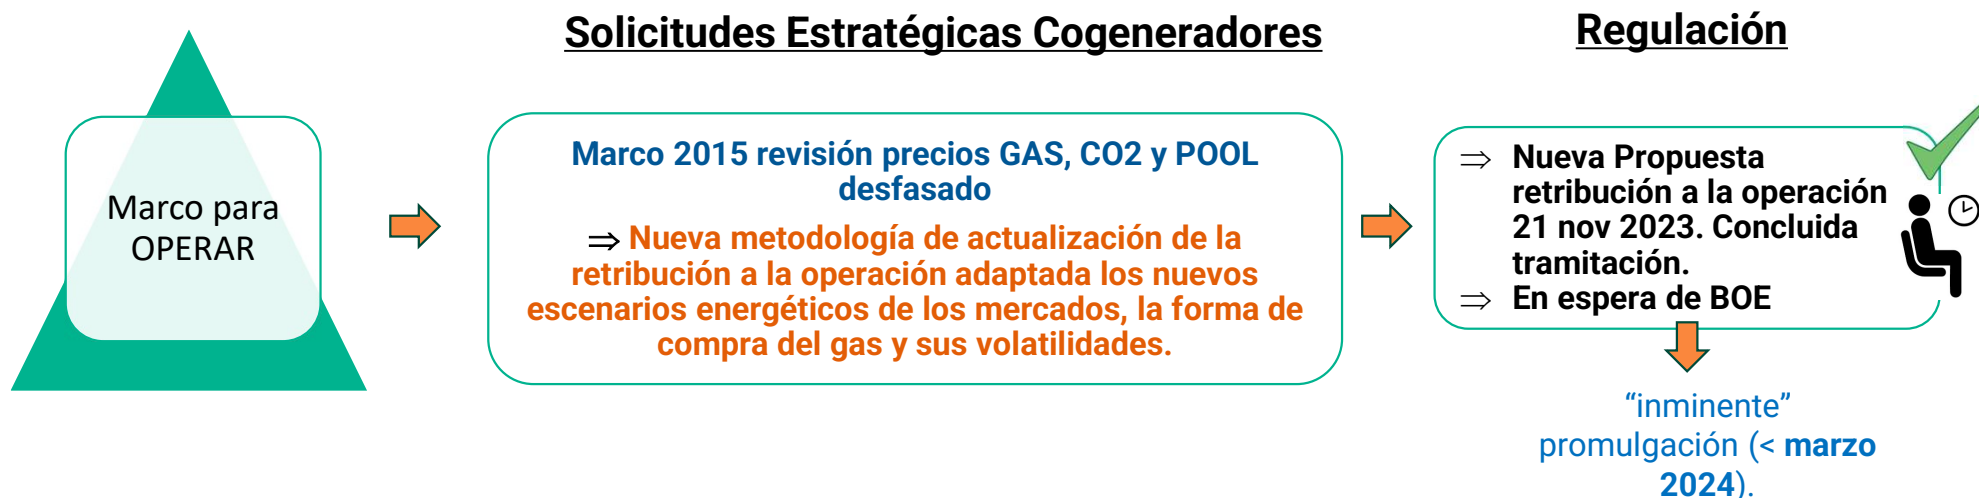 Solicitudes Estratégicas Cogeneradores
Regulación
Marco para
OPERAR
Marco 2015 revisión precios GAS, CO2 y POOL
desfasado
⇒ Nueva metodología de actualización de la
retribución a la operación adaptada los nuevos
escenarios energéticos de los mercados, la forma de
compra del gas y sus volatilidades.
⇒ Nueva Propuesta
retribución a la operación
21 nov 2023. Concluida
tramitación.
⇒ En espera de BOE
“inminente”
promulgación (< marzo
2024).